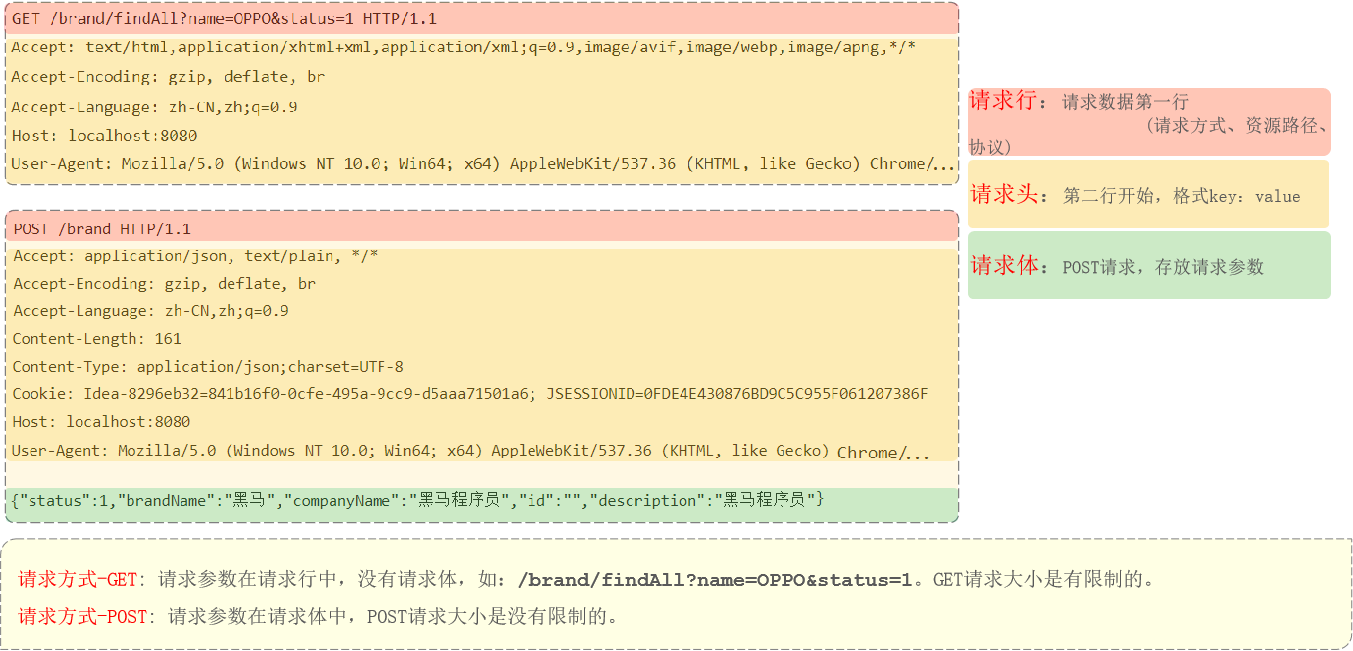 GET /brand/findAll?name=OPPO&status=1 HTTP/1.1
Accept: text/html,application/xhtml+xml,application/xml;q=0.9,image/avif,image/webp,image/apng,*/*
Accept-Encoding: gzip, deflate, br
Accept-Language: zh-CN,zh;q=0.9
Host: localhost:8080
User-Agent: Mozilla/5.0 (Windows NT 10.0; Win64; x64) AppleWebKit/537.36 (KHTML, like Gecko) Chrome/...
请求行：请求数据第一行
(请求方式、资源路径、
协议)
请求头：第二行开始，格式key：value
请求体：POST请求，存放请求参数
POST /brand HTTP/1.1
Accept: application/json, text/plain, */*
Accept-Encoding: gzip, deflate, br
Accept-Language: zh-CN,zh;q=0.9
Content-Length: 161
Content-Type: application/json;charset=UTF-8
Cookie: Idea-8296eb32=841b16f0-0cfe-495a-9cc9-d5aaa71501a6; JSESSIONID=0FDE4E430876BD9C5C955F061207386F
Host: localhost:8080
User-Agent: Mozilla/5.0 (Windows NT 10.0; Win64; x64) AppleWebKit/537.36 (KHTML, like Gecko) Chrome/...
{"status":1,"brandName":"黑马","companyName":"黑马程序员","id":"","description":"黑马程序员"}
请求方式-GET：请求参数在请求行中，没有请求体，如：/brand/findAll?name=OPPO&status=1。GET请求大小是有限制的。
请求方式-POST：请求参数在请求体中，POST请求大小是没有限制的。